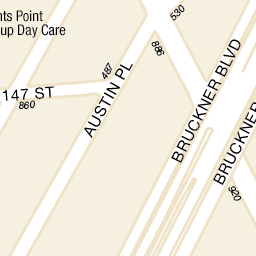 nts Point
up Day Care
530
886
487
AUSTIN PL
147 ST
860
BRUCKNER BLVD
BRUCKNER
920